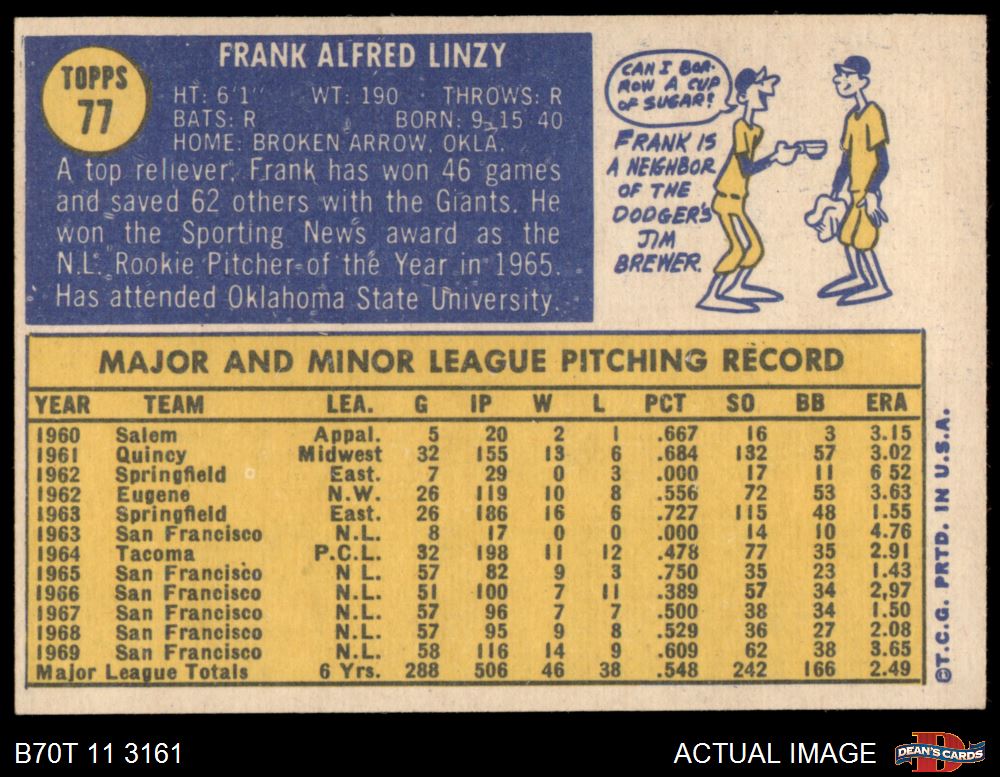 TOPPS
77
FRANK ALFRED LINZY
HT: 6'1" WT: 190 THROWS: R
BATS: R BORN: 9-15-40
HOME: BROKEN ARROW, OKLA.
A top reliever, Frank has won 46 games
and saved 62 others with the Giants. He
won the Sporting News award as the
N.L. Rookie Pitcher of the Year in 1965.
Has attended Oklahoma State University.
CAN I BOR-
ROW A CUP
OF SUGAR?
FRANK IS
A NEIGHBOR
OF THE
DODGER'S
JIM
BREWER.
MAJOR AND MINOR LEAGUE PITCHING RECORD
YEAR TEAM LEA. G IP W L PCT SO BB ERA
1960 Salem Appal. 5 20 2 1 .667 16 3 3.15
1961 Quincy Midwest 32 155 13 6 .684 132 57 3.02
1962 Springfield East. 7 29 0 3 .000 17 11 6 52
1962 Eugene N.W. 26 119 10 8 .556 72 53 3.63
1963 Springfield East. 26 186 16 6 .727 115 48 1.55
1963 San Francisco N.L. 8 17 0 0 .000 14 10 4.76
1964 Tacoma P.C.L. 32 198 11 12 .478 77 35 2.91
1965 San Francisco N L. 57 82 9 3 .750 35 23 1.43
1966 San Francisco N.L. 51 100 7 11 .389 57 34 2,97
1967 San Francisco N.L. 57 96 7 7 .500 38 34 1.50
1968 San Francisco N.L. 57 95 9 8 .529 36 27 2.08
1969 San Francisco N.L. 58 116 14 9 .609 62 38 3.65
Major League Totals 6 Yrs. 288 506 46 38 .548 242 166 2.49
©T.C.G. PRTD. IN U.S.A.
B70T 11 3161
ACTUAL IMAGE
DEAN'S CARDS